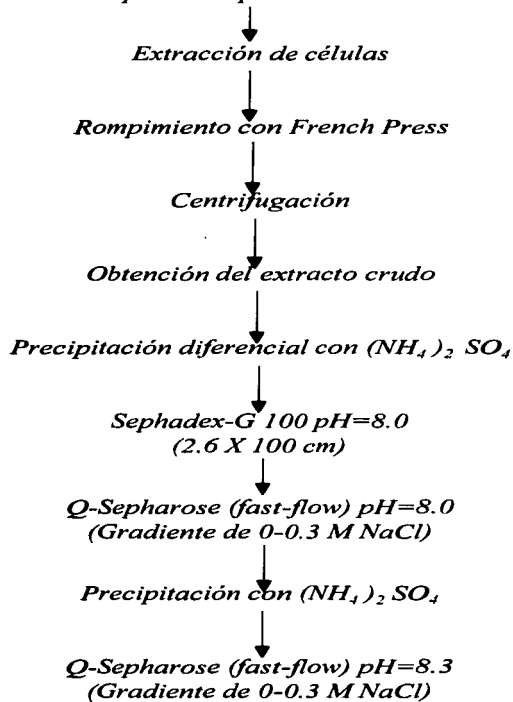 Extracción de células
Rompimiento con French Press
Centrifugación
Obtención del extracto crudo
Precipitación diferencial con (NH₄)₂ SO₄
Sephadex-G 100 pH=8.0
(2.6 X 100 cm)
Q-Sepharose (fast-flow) pH=8.0
(Gradiente de 0-0.3 M NaCl)
Precipitación con (NH₄)₂ SO₄
Q-Sepharose (fast-flow) pH=8.3
(Gradiente de 0-0.3 M NaCl)